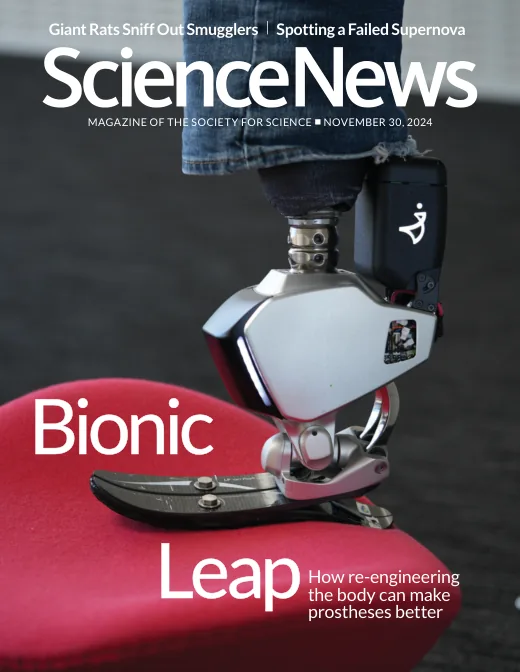 Giant Rats Sniff Out Smugglers | Spotting a Failed Supernova
ScienceNews
MAGAZINE OF THE SOCIETY FOR SCIENCE ■ NOVEMBER 30, 2024
Bionic
Leap
How re-engineering
the body can make
prostheses better